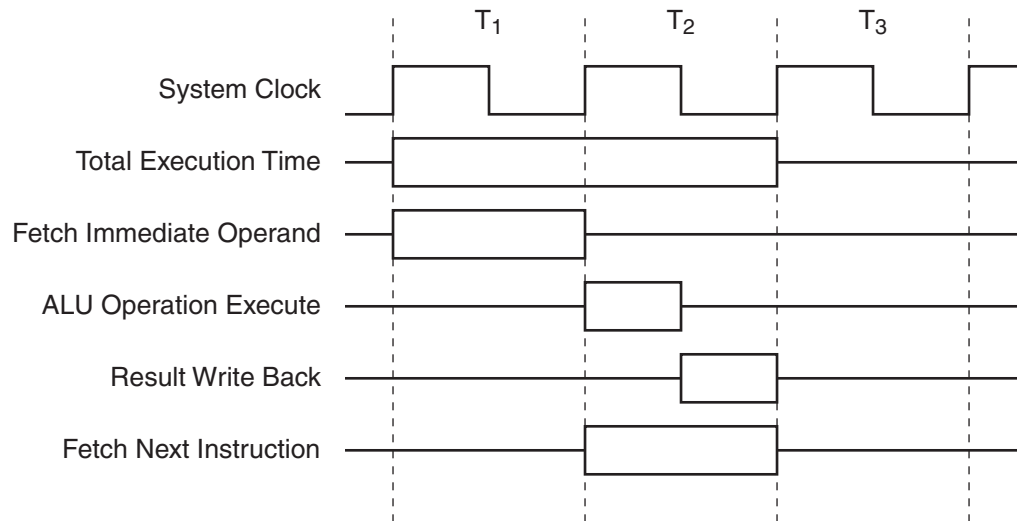 T1 T2 T3
System Clock
Total Execution Time
Fetch Immediate Operand
ALU Operation Execute
Result Write Back
Fetch Next Instruction